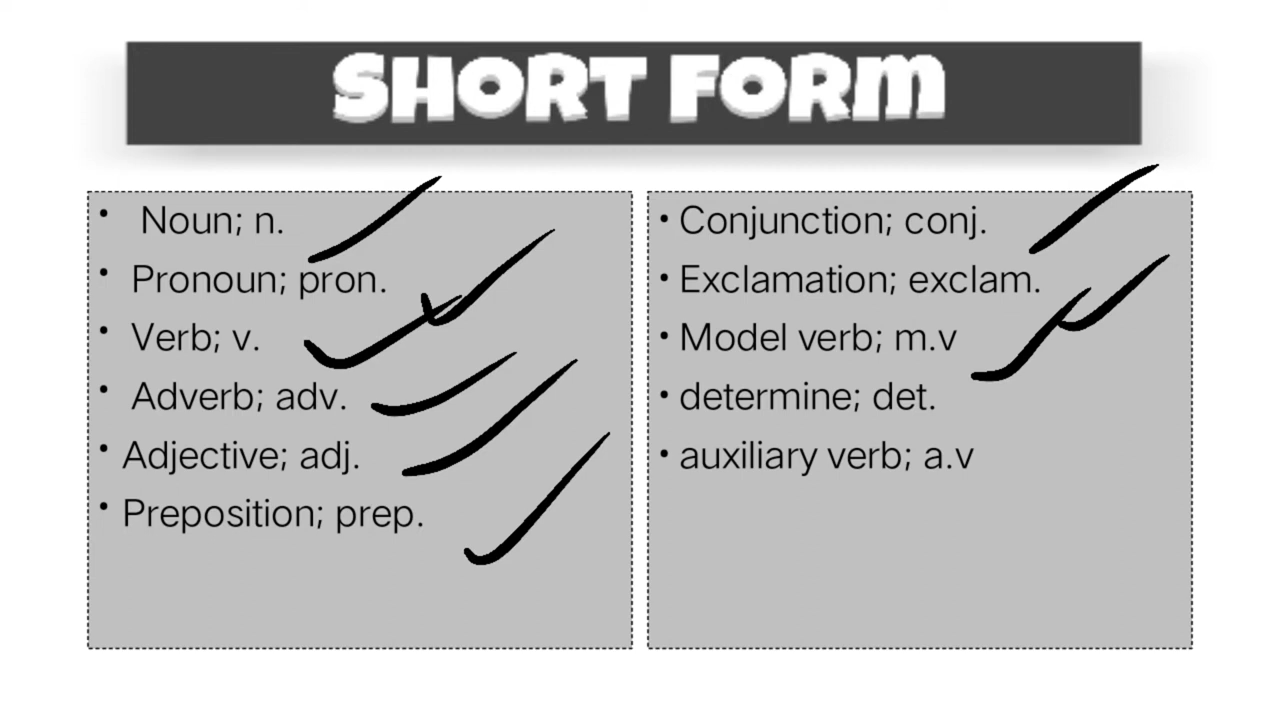 SHORT FORM
• Noun; n.
• Pronoun; pron.
• Verb; v.
• Adverb; adv.
• Adjective; adj.
• Preposition; prep.
• Conjunction; conj.
• Exclamation; exclam.
• Model verb; m.v
• determine; det.
• auxiliary verb; a.v